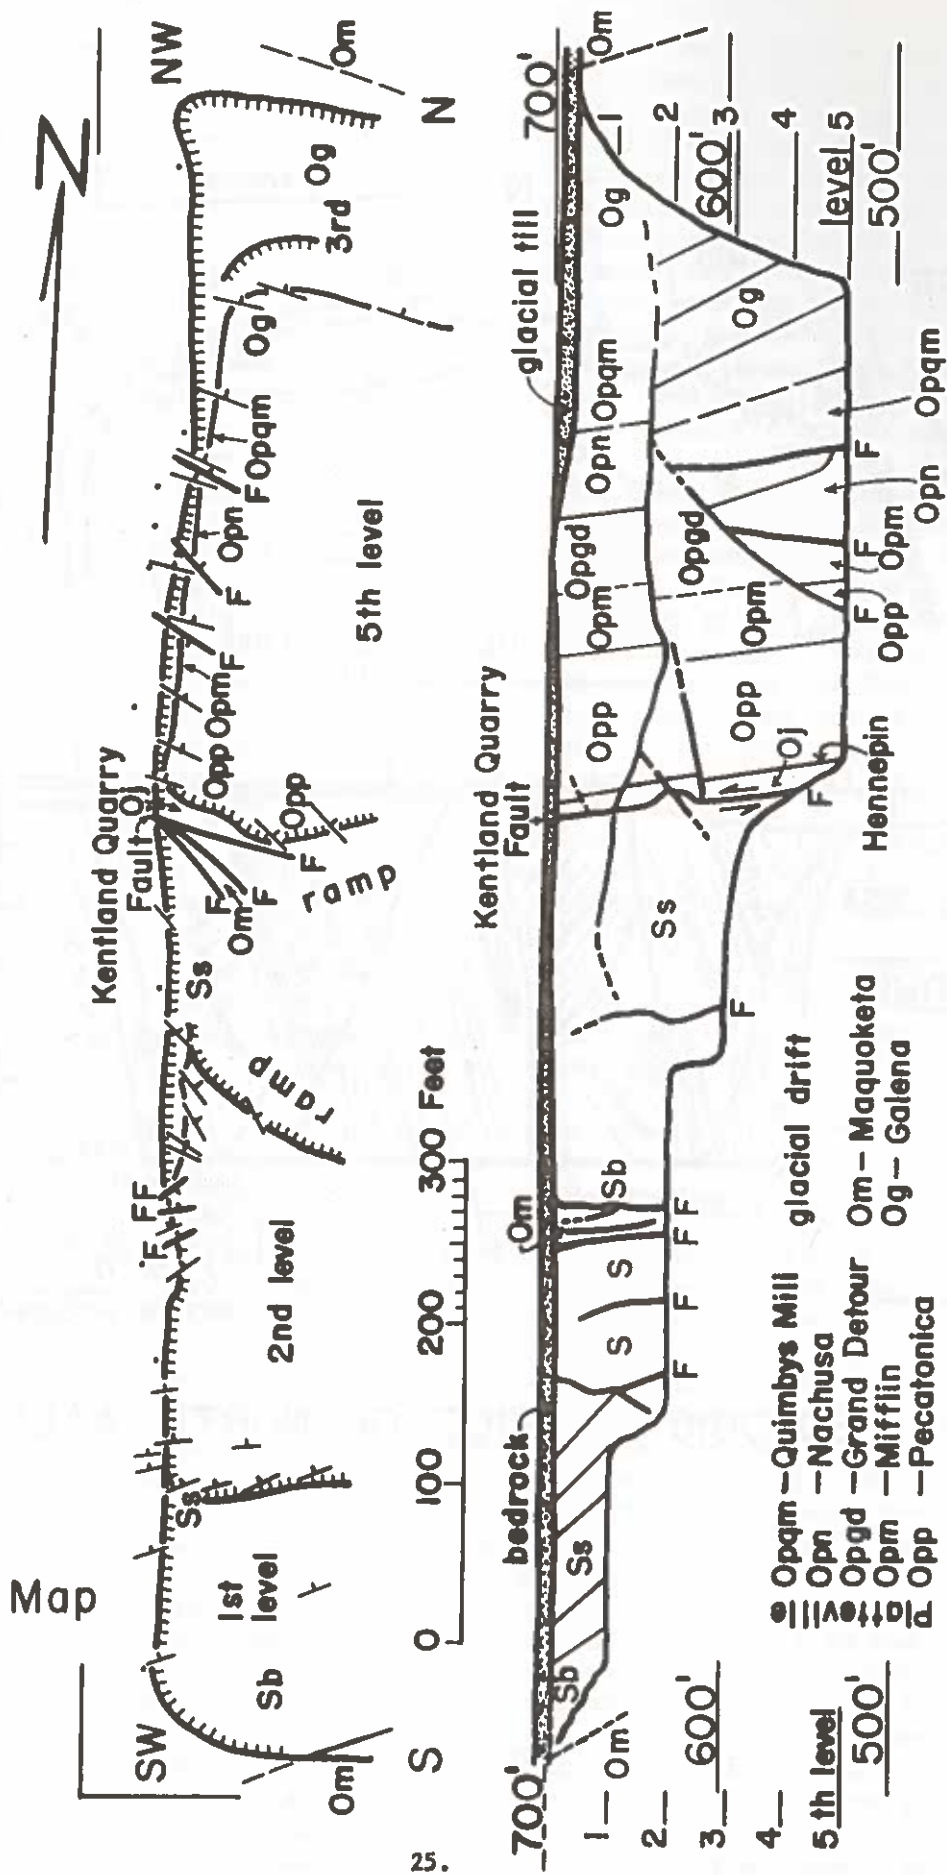 Map
SW
NW
N
Kentland Quarry
Fault
Oj
Om
Sb
1st
level
Ss
2nd level
F
FF
ramp
Ss
F
Om
F
F
ramp
Opp
Opp
Opm
F
F
Opn
F
Opqm
5th level
Og
3rd
Og
Om
S
N
0 100 200 300 Feet
700'
bedrock
Om
Kentland Quarry
Fault
glacial till
700'
Om
Sb
Ss
S
S
Sb
F
F
F
F
F
Ss
Opp
Opm
Opgd
Opn
Opqm
Og
Opp
Opm
Opgd
Og
Oj
F
Hennepin
F
Opp
F
Opm
Opn
F
Opqm
1
2
600'
3
4
level 5
500'
1
Om
2
600'
3
4
5th level
500'
Platteville
Opqm - Quimbys Mill
Opn - Nachusa
Opgd - Grand Detour
Opm - Mifflin
Opp - Pecatonica
glacial drift
Om - Maquoketa
Og - Galena
25.